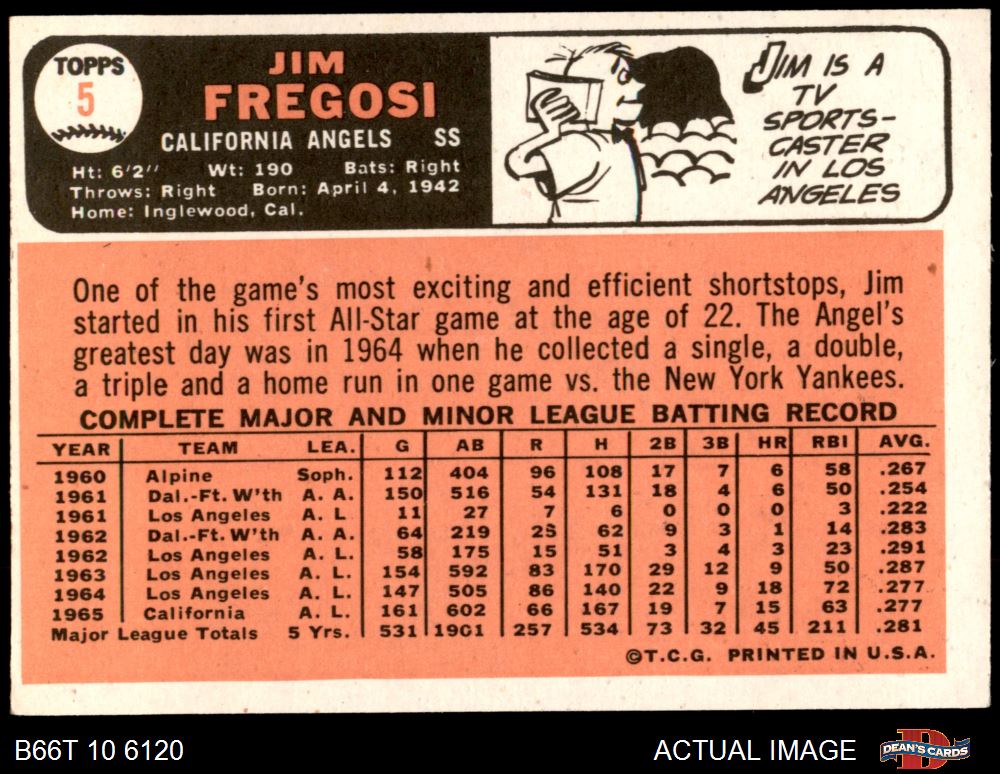 TOPPS
5
JIM
FREGOSI
CALIFORNIA ANGELS SS
Ht: 6'2" Wt: 190 Bats: Right
Throws: Right Born: April 4, 1942
Home: Inglewood, Cal.
JIM IS A
TV
SPORTS-
CASTER
IN LOS
ANGELES
One of the game's most exciting and efficient shortstops, Jim
started in his first All-Star game at the age of 22. The Angel's
greatest day was in 1964 when he collected a single, a double,
a triple and a home run in one game vs. the New York Yankees.
COMPLETE MAJOR AND MINOR LEAGUE BATTING RECORD
YEAR TEAM LEA. G AB R H 2B 3B HR RBI AVG.
1960 Alpine Soph. 112 404 96 108 17 7 6 58 .267
1961 Dal.-Ft. W'th A. A. 150 516 54 131 18 4 6 50 .254
1961 Los Angeles A. L 11 27 7 6 0 0 0 3 .222
1962 Dal.-Ft. W'th A. A. 64 219 25 62 9 3 1 14 .283
1962 Los Angeles A. L. 58 175 15 51 3 4 3 23 .291
1963 Los Angeles A. L. 154 592 83 170 29 12 9 50 .287
1964 Los Angeles A. L. 147 505 86 140 22 9 18 72 .277
1965 California A. L. 161 602 66 167 19 7 15 63 .277
Major League Totals 5 Yrs. 531 1901 257 534 73 32 45 211 .281
©T.C.G. PRINTED IN U.S.A.
B66T 10 6120
ACTUAL IMAGE
DEAN'S CARDS